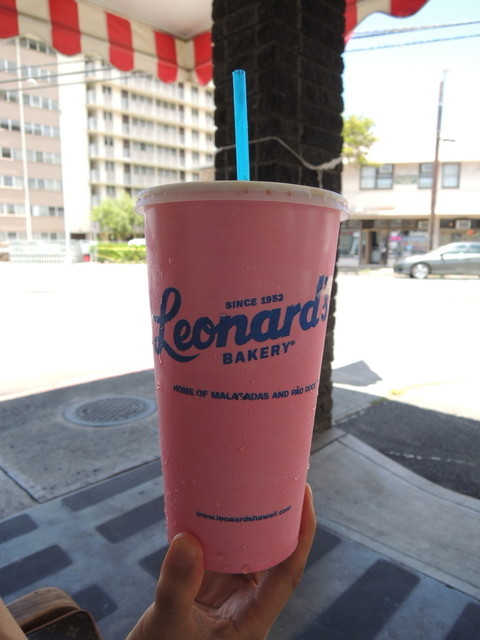 SINCE 1953
Leonard's
BAKERY
HOME OF MALASADAS AND PÃO DOCE
www.leonardshawaii.com